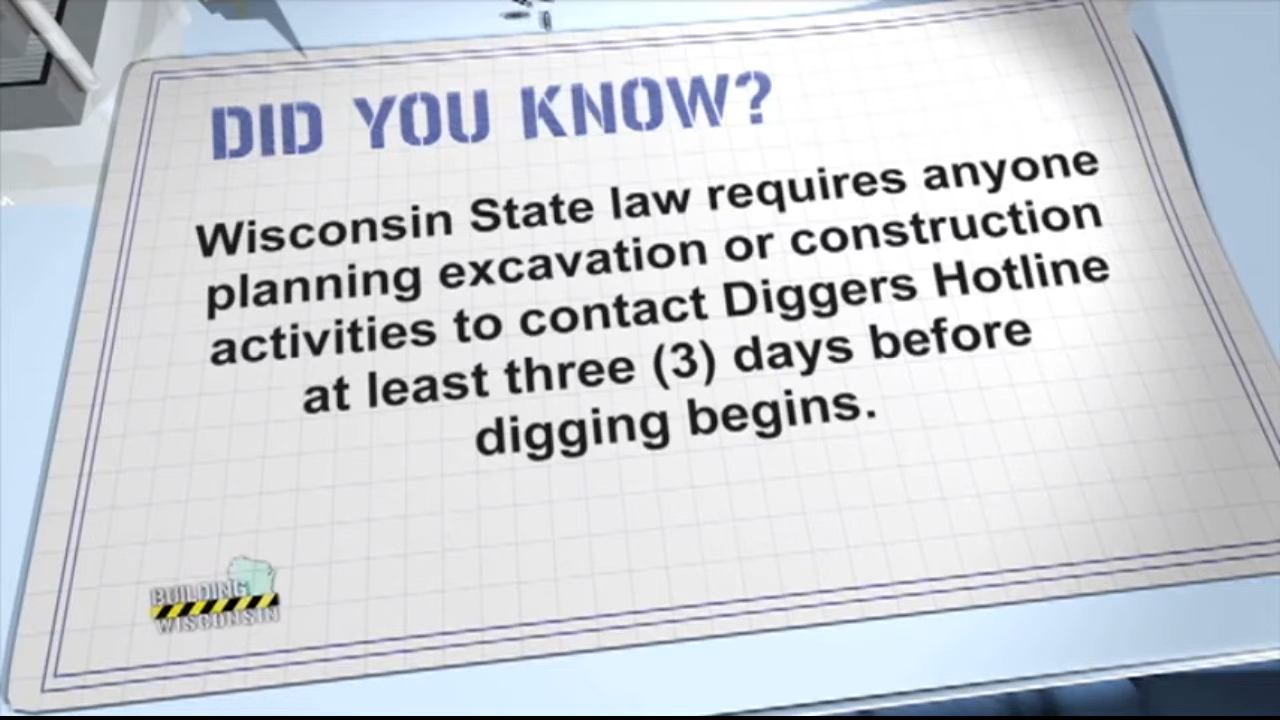 DID YOU KNOW?
Wisconsin State law requires anyone
planning excavation or construction
activities to contact Diggers Hotline
at least three (3) days before
digging begins.
BUILDING
WISCONSIN